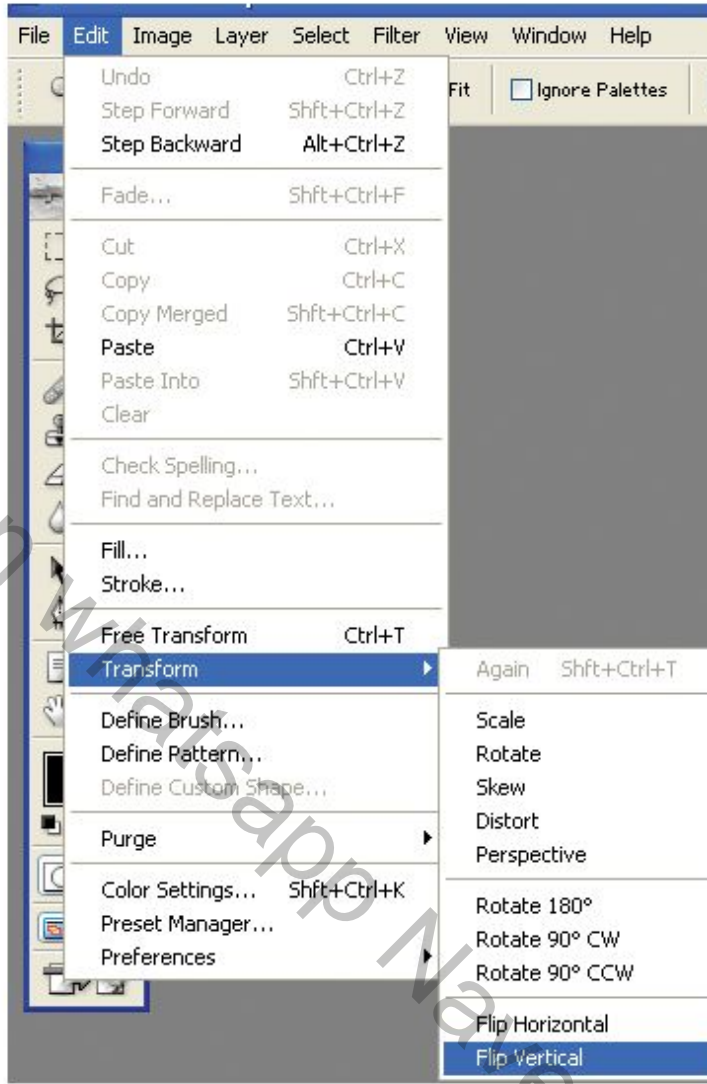 File Edit Image Layer Select Filter View Window Help
Fit Ignore Palettes
Undo Ctrl+Z
Step Forward Shft+Ctrl+Z
Step Backward Alt+Ctrl+Z
Fade... Shft+Ctrl+F
Cut Ctrl+X
Copy Ctrl+C
Copy Merged Shft+Ctrl+C
Paste Ctrl+V
Paste Into Shft+Ctrl+V
Clear
Check Spelling...
Find and Replace Text...
Fill...
Stroke...
Free Transform Ctrl+T
Transform
Define Brush...
Define Pattern...
Define Custom Shape...
Purge
Color Settings... Shft+Ctrl+K
Preset Manager...
Preferences
Again Shft+Ctrl+T
Scale
Rotate
Skew
Distort
Perspective
Rotate 180°
Rotate 90° CW
Rotate 90° CCW
Flip Horizontal
Flip Vertical
whatsapp